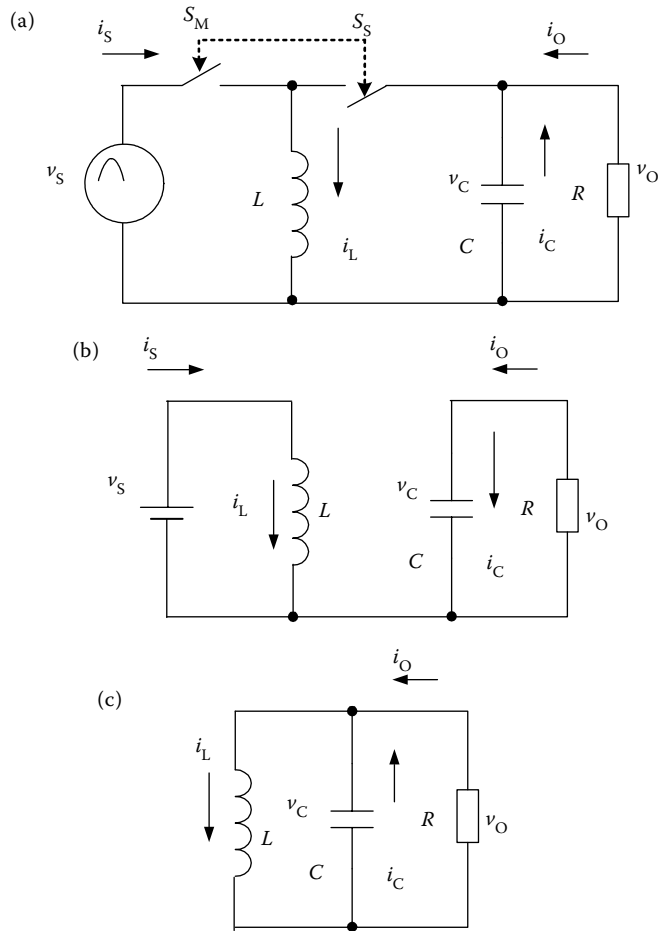 (a)
i_S
S_M
S_S
i_O
v_S
L
i_L
v_C
C
i_C
R
v_O
(b)
i_S
i_O
v_S
i_L
L
v_C
C
i_C
R
v_O
(c)
i_O
i_L
L
v_C
C
i_C
R
v_O